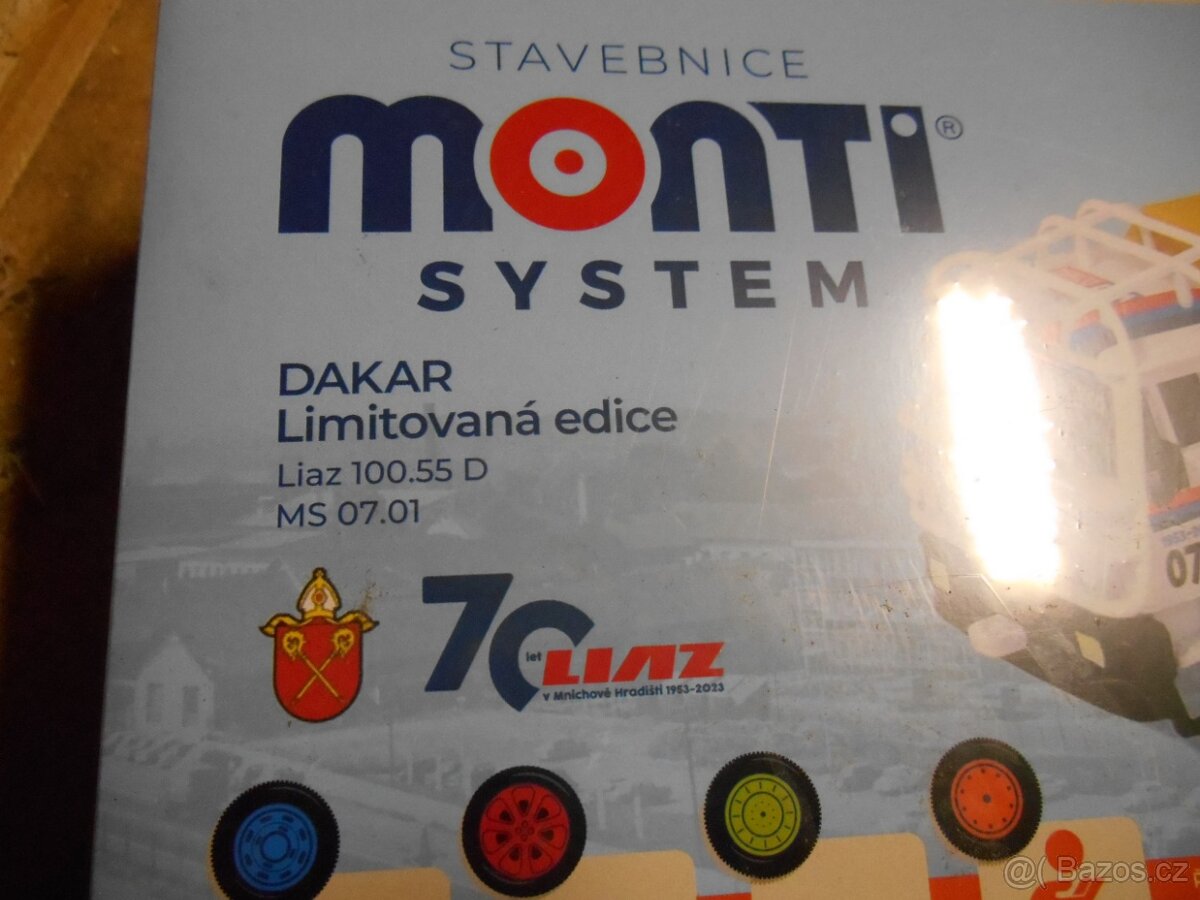 STAVEBNICE
MONTI®
SYSTEM
DAKAR
Limitovaná edice
Liaz 100.55 D
MS 07.01
70 let LIAZ
v Mnichově Hradišti 1953-2023
07
@( Bazos.cz